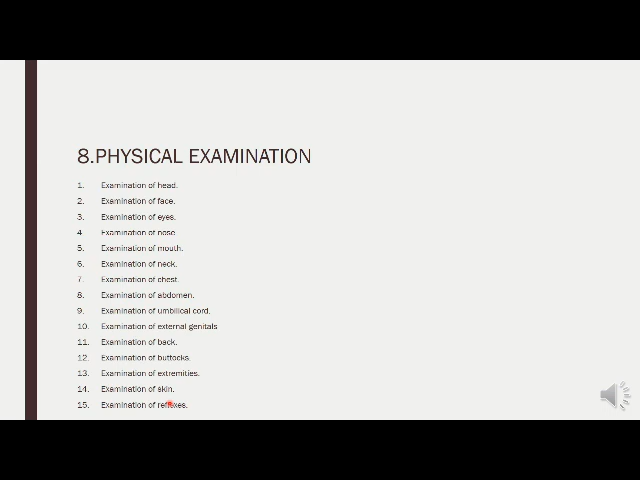 8.PHYSICAL EXAMINATION
1. Examination of head.
2. Examination of face.
3. Examination of eyes.
4. Examination of nose
5. Examination of mouth.
6. Examination of neck.
7. Examination of chest.
8. Examination of abdomen.
9. Examination of umbilical cord.
10. Examination of external genitals
11. Examination of back.
12. Examination of buttocks.
13. Examination of extremities.
14. Examination of skin.
15. Examination of reflexes.